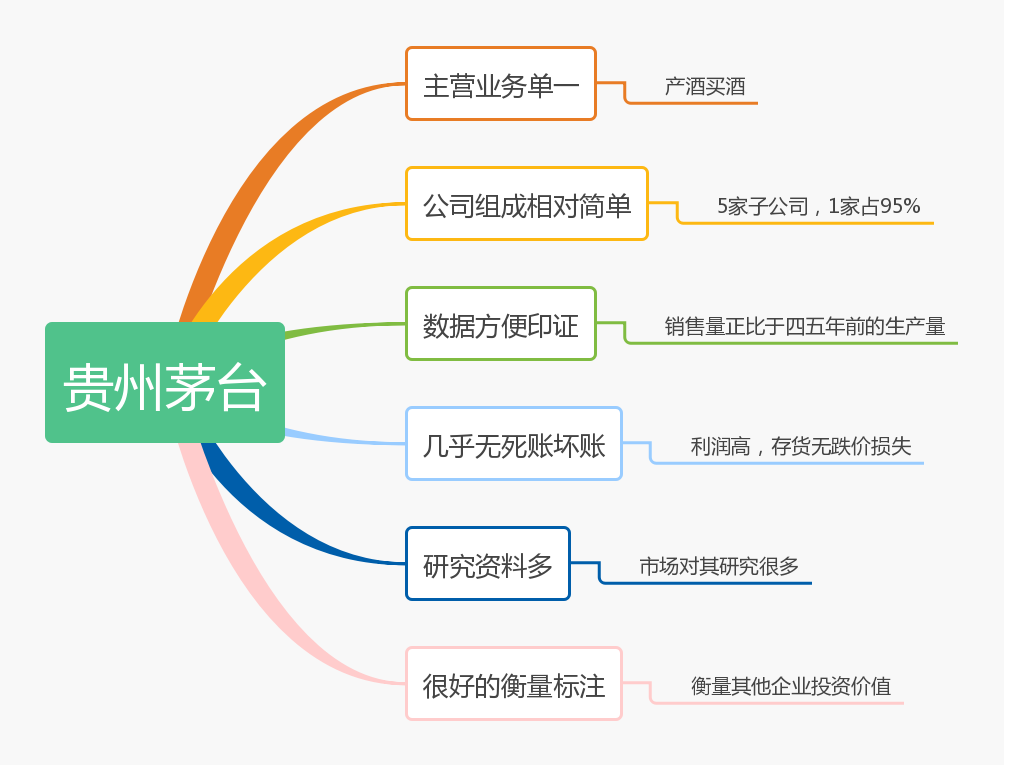 贵州茅台
主营业务单一
产酒买酒
公司组成相对简单
5家子公司，1家占95%
数据方便印证
销售量正比于四五年前的生产量
几乎无死账坏账
利润高，存货无跌价损失
研究资料多
市场对其研究很多
很好的衡量标注
衡量其他企业投资价值